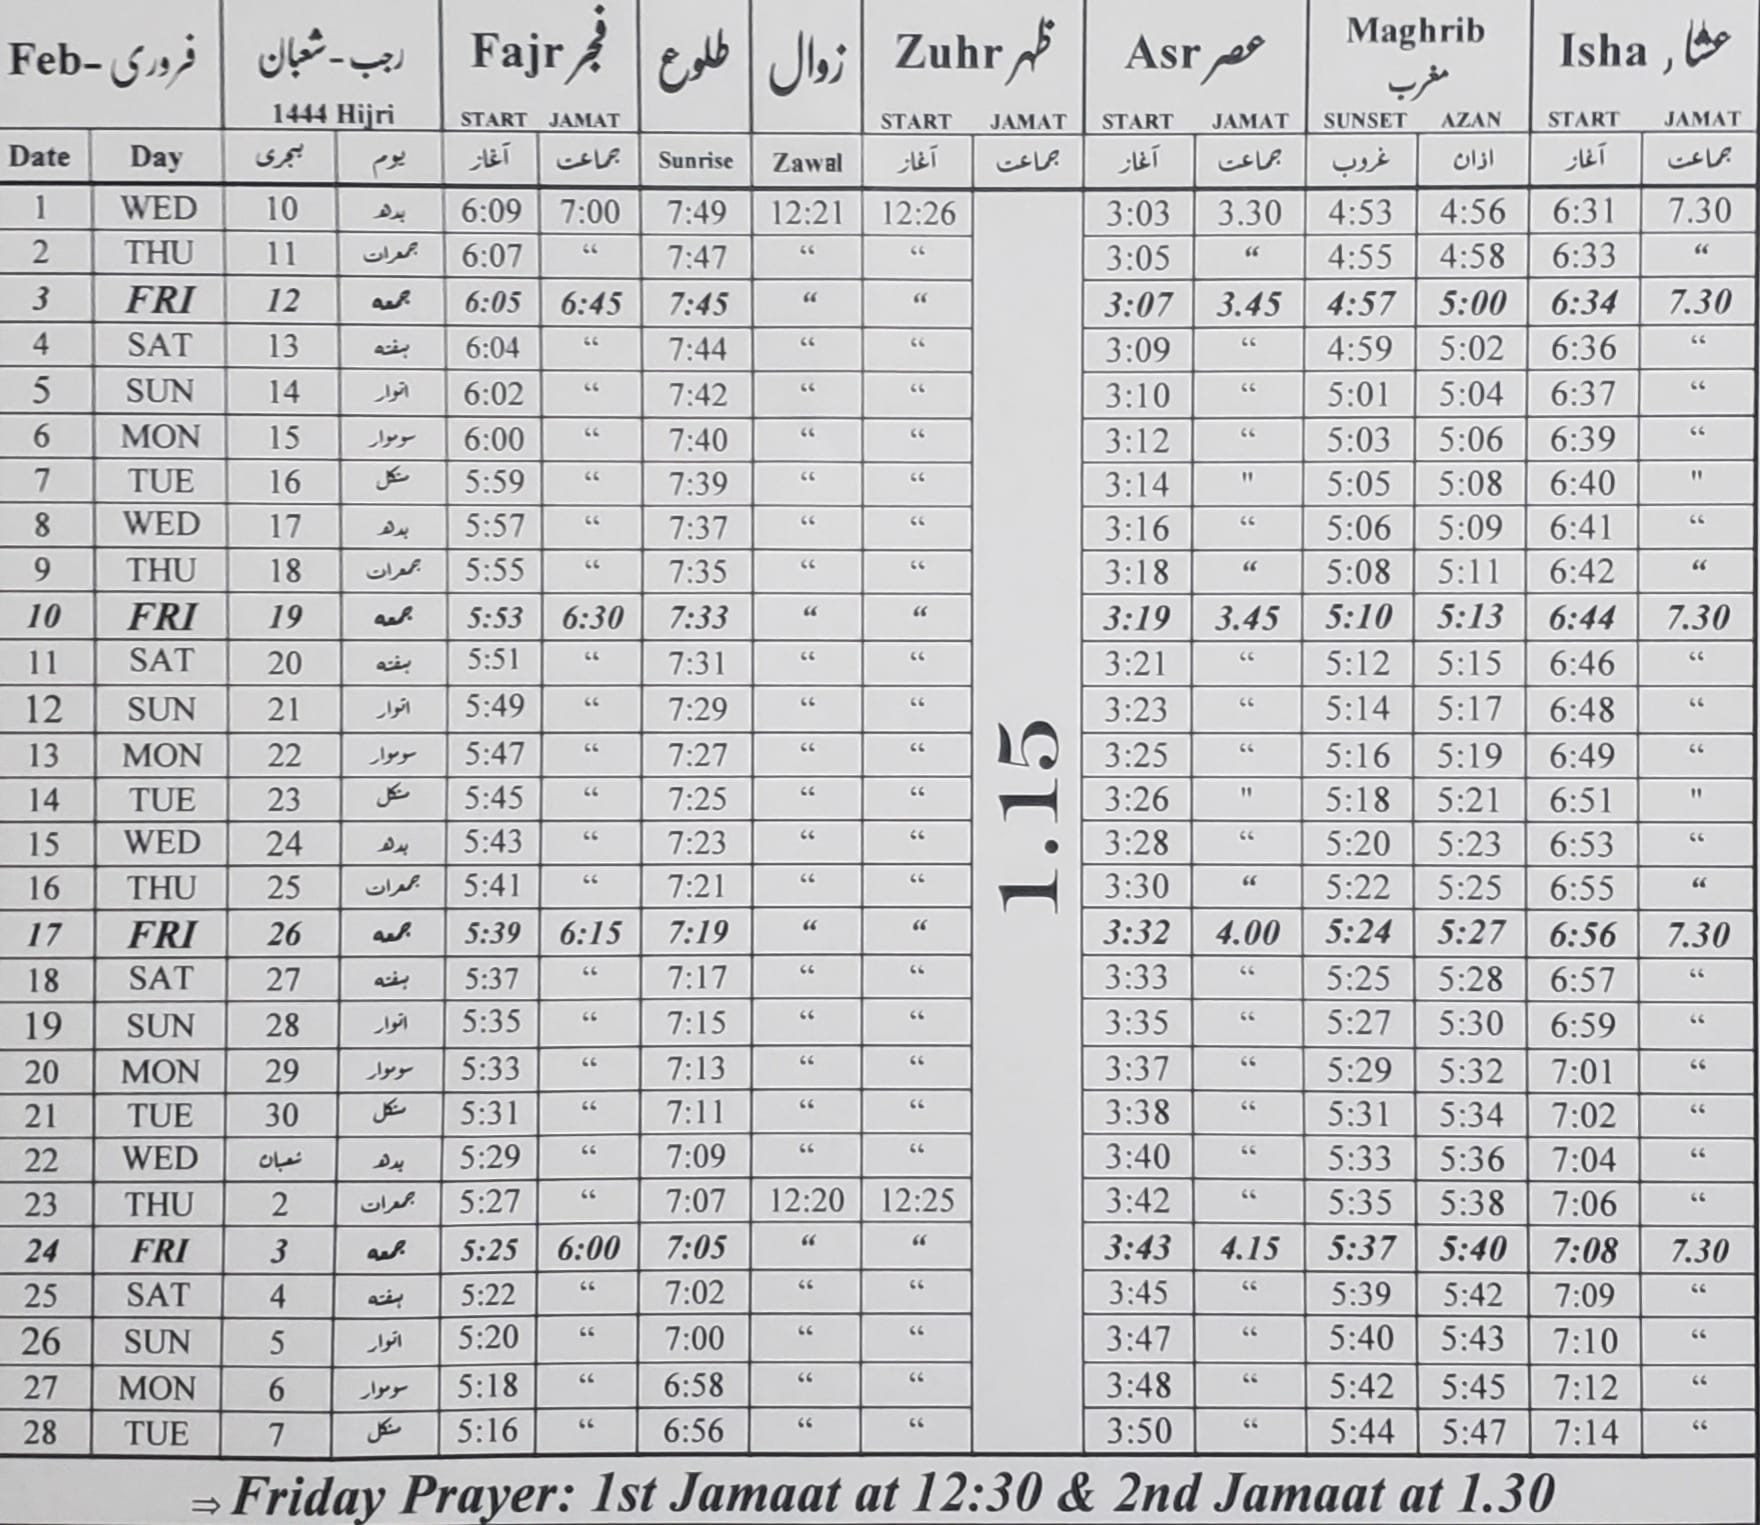 Feb- فروری رجب - شعبان Fajr فجر طلوع زوال Zuhr ظہر Asr عصر Maghrib مغرب Isha عشاء
1444 Hijri START JAMAT START JAMAT START JAMAT SUNSET AZAN START JAMAT
Date Day ہجری یوم آغاز جماعت Sunrise Zawal آغاز جماعت آغاز جماعت غروب اذان آغاز جماعت
1 WED 10 بدھ 6:09 7:00 7:49 12:21 12:26 3:03 3.30 4:53 4:56 6:31 7.30
2 THU 11 جمعرات 6:07 “ 7:47 “ “ 3:05 “ 4:55 4:58 6:33 “
3 FRI 12 جمعہ 6:05 6:45 7:45 “ “ 3:07 3.45 4:57 5:00 6:34 7.30
4 SAT 13 ہفتہ 6:04 “ 7:44 “ “ 3:09 “ 4:59 5:02 6:36 “
5 SUN 14 اتوار 6:02 “ 7:42 “ “ 3:10 “ 5:01 5:04 6:37 “
6 MON 15 سوموار 6:00 “ 7:40 “ “ 3:12 “ 5:03 5:06 6:39 “
7 TUE 16 منگل 5:59 “ 7:39 “ “ 3:14 " 5:05 5:08 6:40 "
8 WED 17 بدھ 5:57 “ 7:37 “ “ 3:16 “ 5:06 5:09 6:41 “
9 THU 18 جمعرات 5:55 “ 7:35 “ “ 3:18 “ 5:08 5:11 6:42 “
10 FRI 19 جمعہ 5:53 6:30 7:33 “ “ 3:19 3.45 5:10 5:13 6:44 7.30
11 SAT 20 ہفتہ 5:51 “ 7:31 “ “ 3:21 “ 5:12 5:15 6:46 “
12 SUN 21 اتوار 5:49 “ 7:29 “ “ 3:23 “ 5:14 5:17 6:48 “
13 MON 22 سوموار 5:47 “ 7:27 “ “ 3:25 “ 5:16 5:19 6:49 “
14 TUE 23 منگل 5:45 “ 7:25 “ “ 3:26 " 5:18 5:21 6:51 "
15 WED 24 بدھ 5:43 “ 7:23 “ “ 1.15 3:28 “ 5:20 5:23 6:53 “
16 THU 25 جمعرات 5:41 “ 7:21 “ “ 3:30 “ 5:22 5:25 6:55 “
17 FRI 26 جمعہ 5:39 6:15 7:19 “ “ 3:32 4.00 5:24 5:27 6:56 7.30
18 SAT 27 ہفتہ 5:37 “ 7:17 “ “ 3:33 “ 5:25 5:28 6:57 “
19 SUN 28 اتوار 5:35 “ 7:15 “ “ 3:35 “ 5:27 5:30 6:59 “
20 MON 29 سوموار 5:33 “ 7:13 “ “ 3:37 “ 5:29 5:32 7:01 “
21 TUE 30 منگل 5:31 “ 7:11 “ “ 3:38 “ 5:31 5:34 7:02 “
22 WED شعبان بدھ 5:29 “ 7:09 “ “ 3:40 “ 5:33 5:36 7:04 “
23 THU 2 جمعرات 5:27 “ 7:07 12:20 12:25 3:42 “ 5:35 5:38 7:06 “
24 FRI 3 جمعہ 5:25 6:00 7:05 “ “ 3:43 4.15 5:37 5:40 7:08 7.30
25 SAT 4 ہفتہ 5:22 “ 7:02 “ “ 3:45 “ 5:39 5:42 7:09 “
26 SUN 5 اتوار 5:20 “ 7:00 “ “ 3:47 “ 5:40 5:43 7:10 “
27 MON 6 سوموار 5:18 “ 6:58 “ “ 3:48 “ 5:42 5:45 7:12 “
28 TUE 7 منگل 5:16 “ 6:56 “ “ 3:50 “ 5:44 5:47 7:14 “
⇒ Friday Prayer: 1st Jamaat at 12:30 & 2nd Jamaat at 1.30